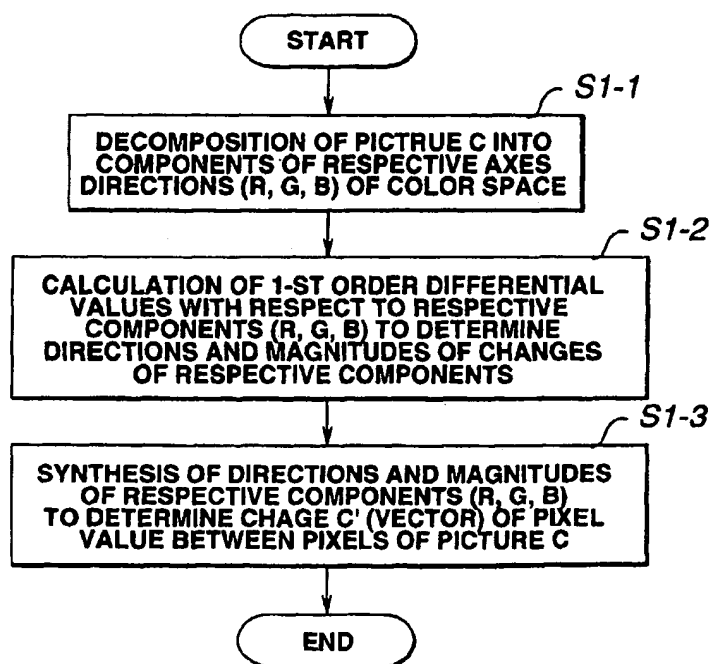 START
S1-1
DECOMPOSITION OF PICTRUE C INTO
COMPONENTS OF RESPECTIVE AXES
DIRECTIONS (R, G, B) OF COLOR SPACE
S1-2
CALCULATION OF 1-ST ORDER DIFFERENTIAL
VALUES WITH RESPECT TO RESPECTIVE
COMPONENTS (R, G, B) TO DETERMINE
DIRECTIONS AND MAGNITUDES OF CHANGES
OF RESPECTIVE COMPONENTS
S1-3
SYNTHESIS OF DIRECTIONS AND MAGNITUDES
OF RESPECTIVE COMPONENTS (R, G, B)
TO DETERMINE CHAGE C' (VECTOR) OF PIXEL
VALUE BETWEEN PIXELS OF PICTURE C
END